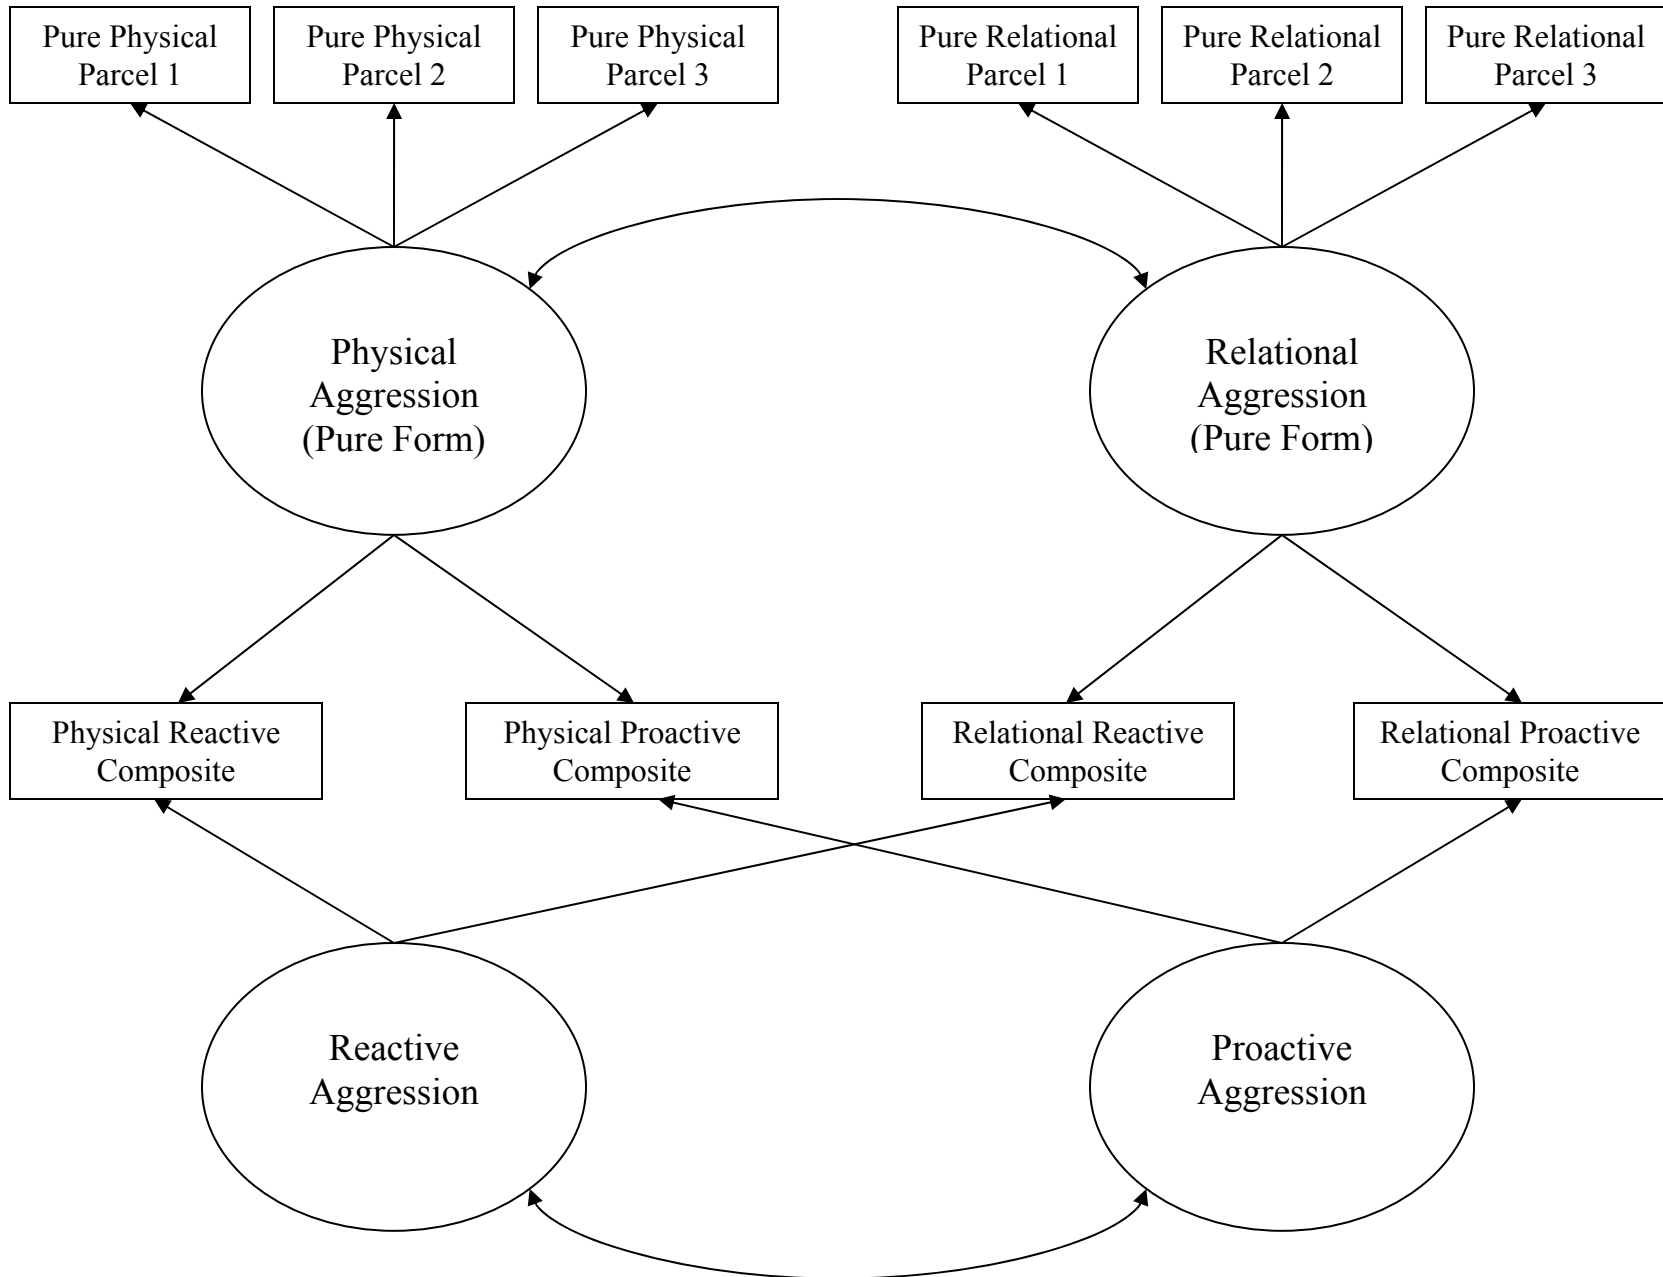 Pure Physical
Parcel 1
Pure Physical
Parcel 2
Pure Physical
Parcel 3
Pure Relational
Parcel 1
Pure Relational
Parcel 2
Pure Relational
Parcel 3
Physical
Aggression
(Pure Form)
Relational
Aggression
(Pure Form)
Physical Reactive
Composite
Physical Proactive
Composite
Relational Reactive
Composite
Relational Proactive
Composite
Reactive
Aggression
Proactive
Aggression